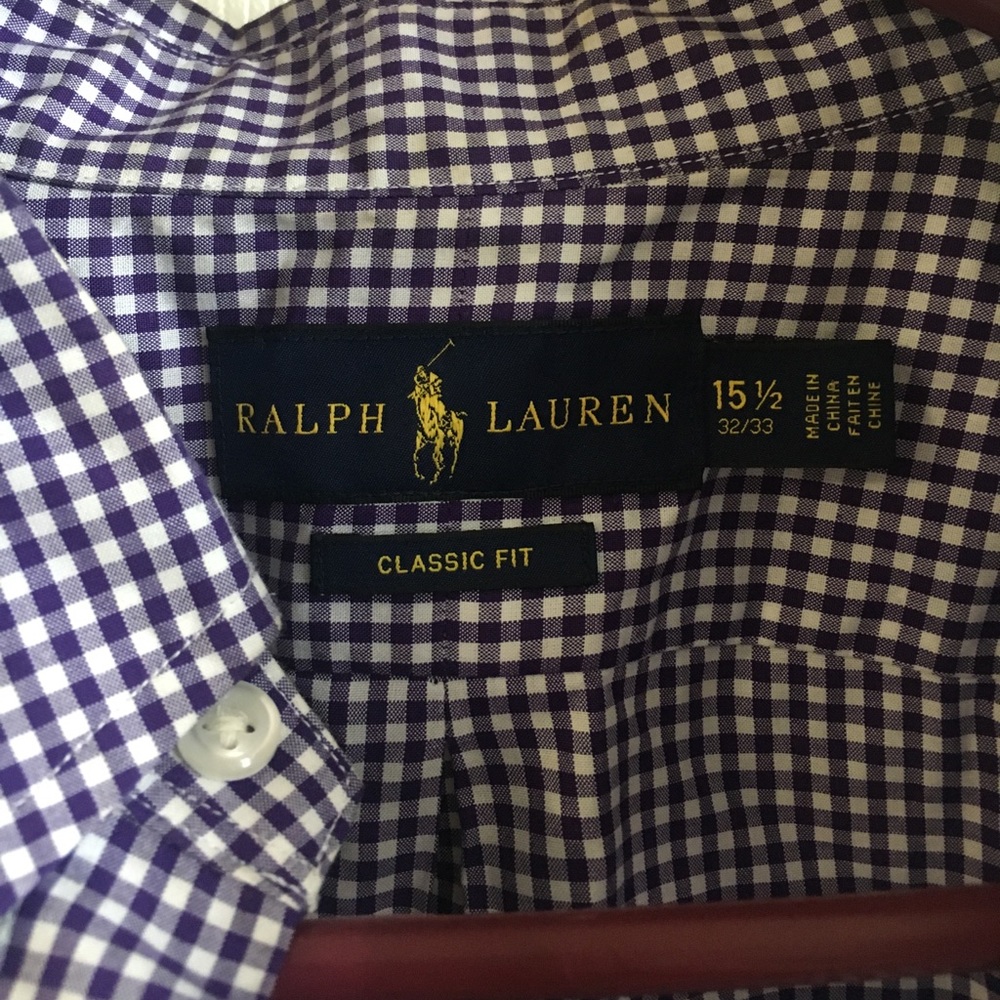 RALPH LAUREN
15 ½
32/33
MADE IN
CHINA
FAIT EN
CHINE
CLASSIC FIT